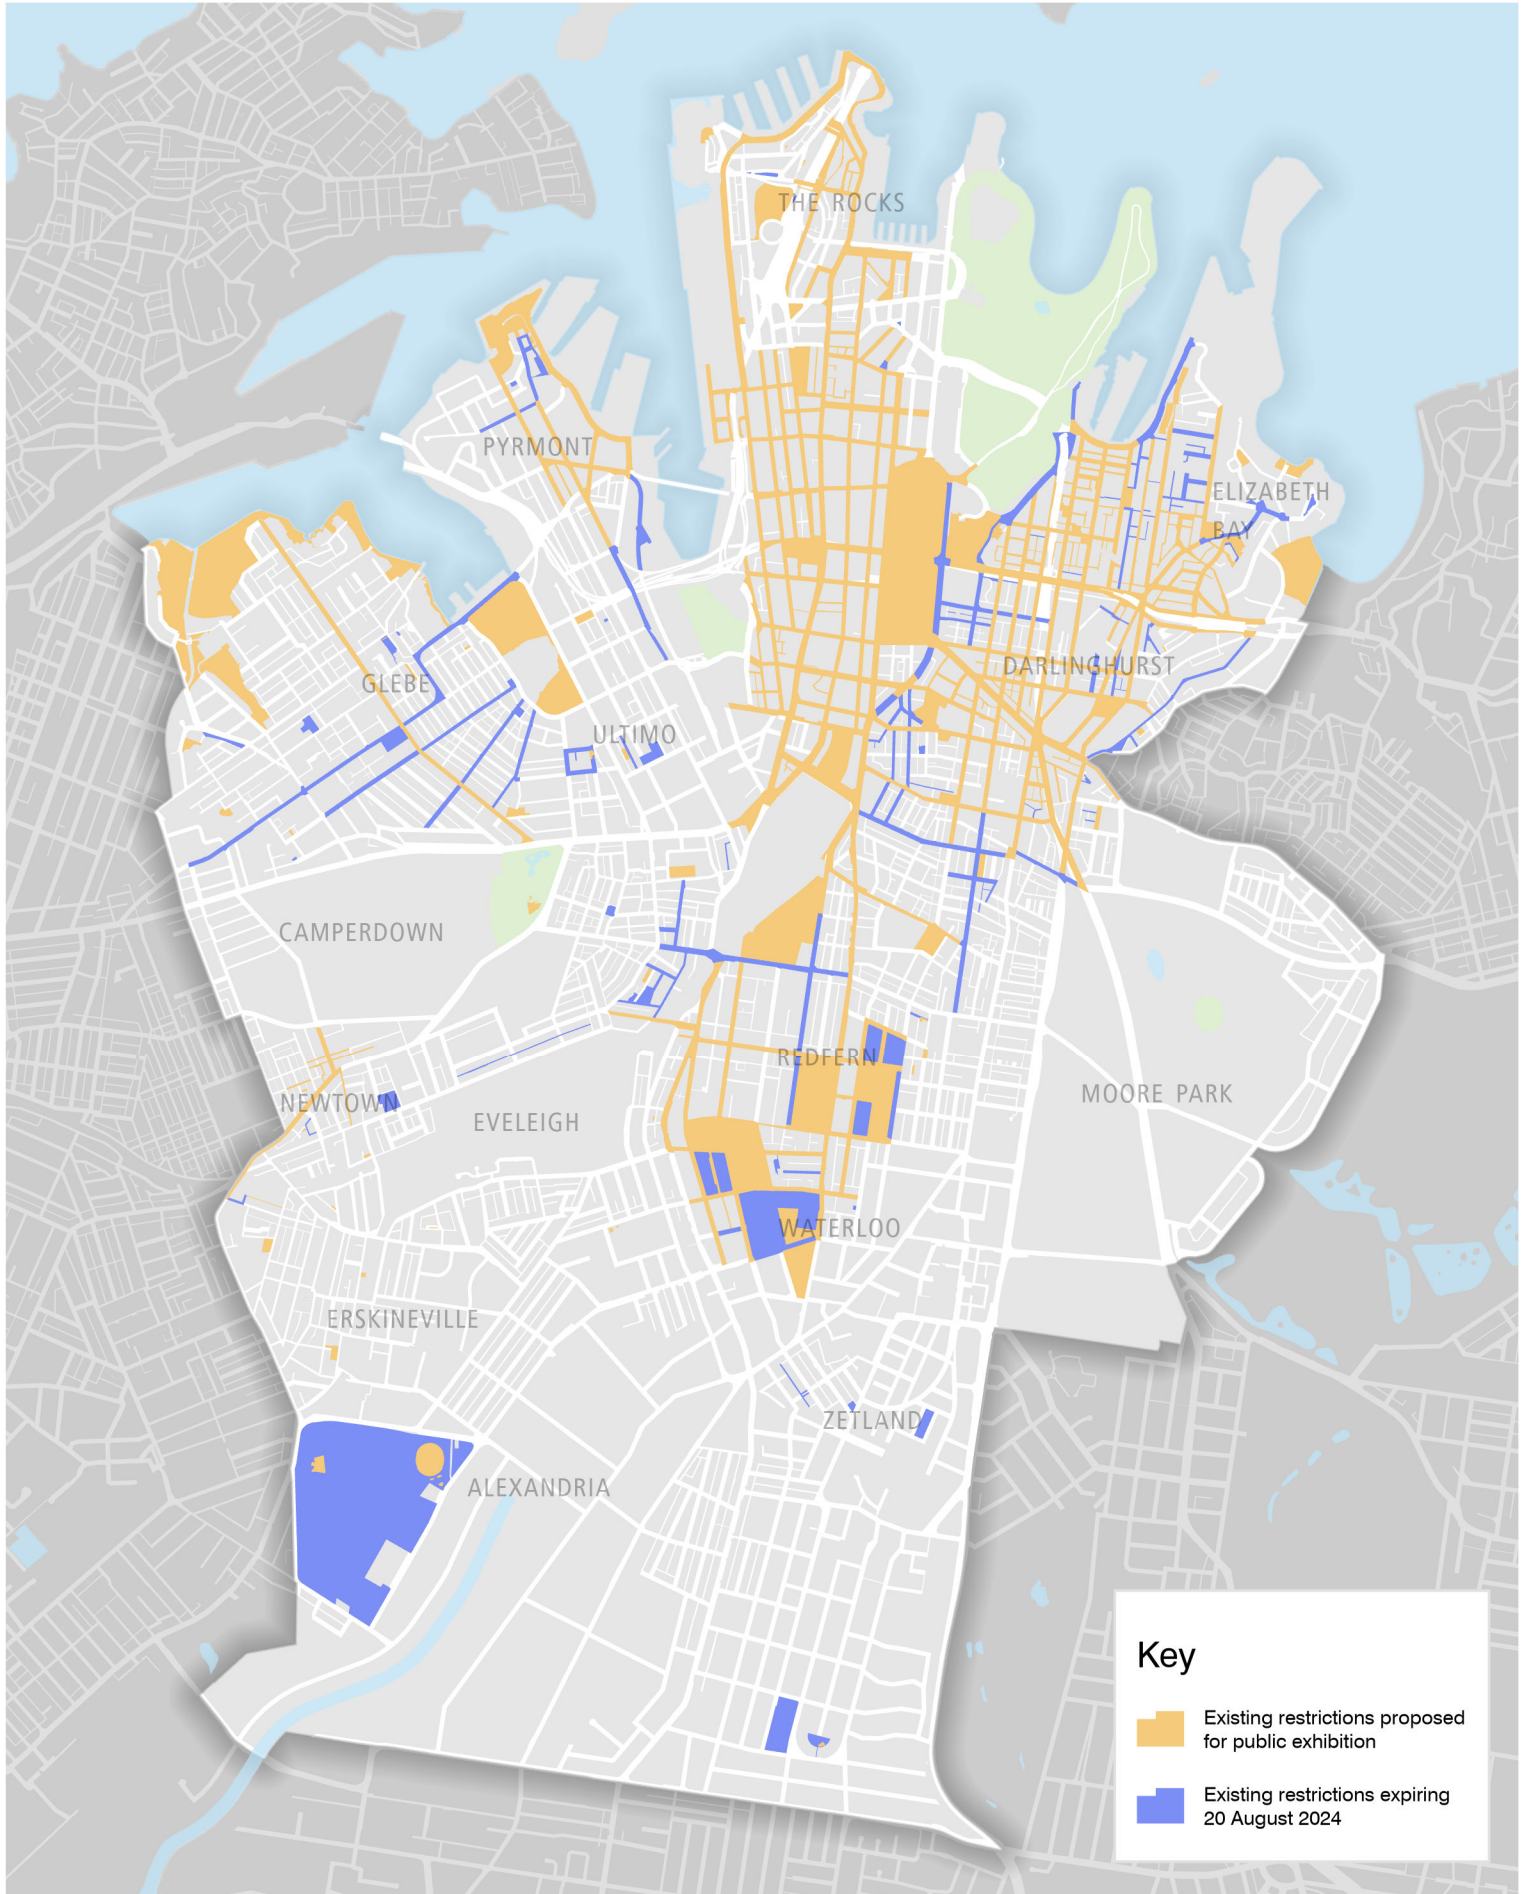 THE ROCKS
PYRMONT
ELIZABETH
BAY
DARLINGHURST
GLEBE
ULTIMO
CAMPERDOWN
REDFERN
MOORE PARK
NEWTOWN
EVELEIGH
WATERLOO
ERSKINEVILLE
ZETLAND
ALEXANDRIA
Key
Existing restrictions proposed
for public exhibition
Existing restrictions expiring
20 August 2024